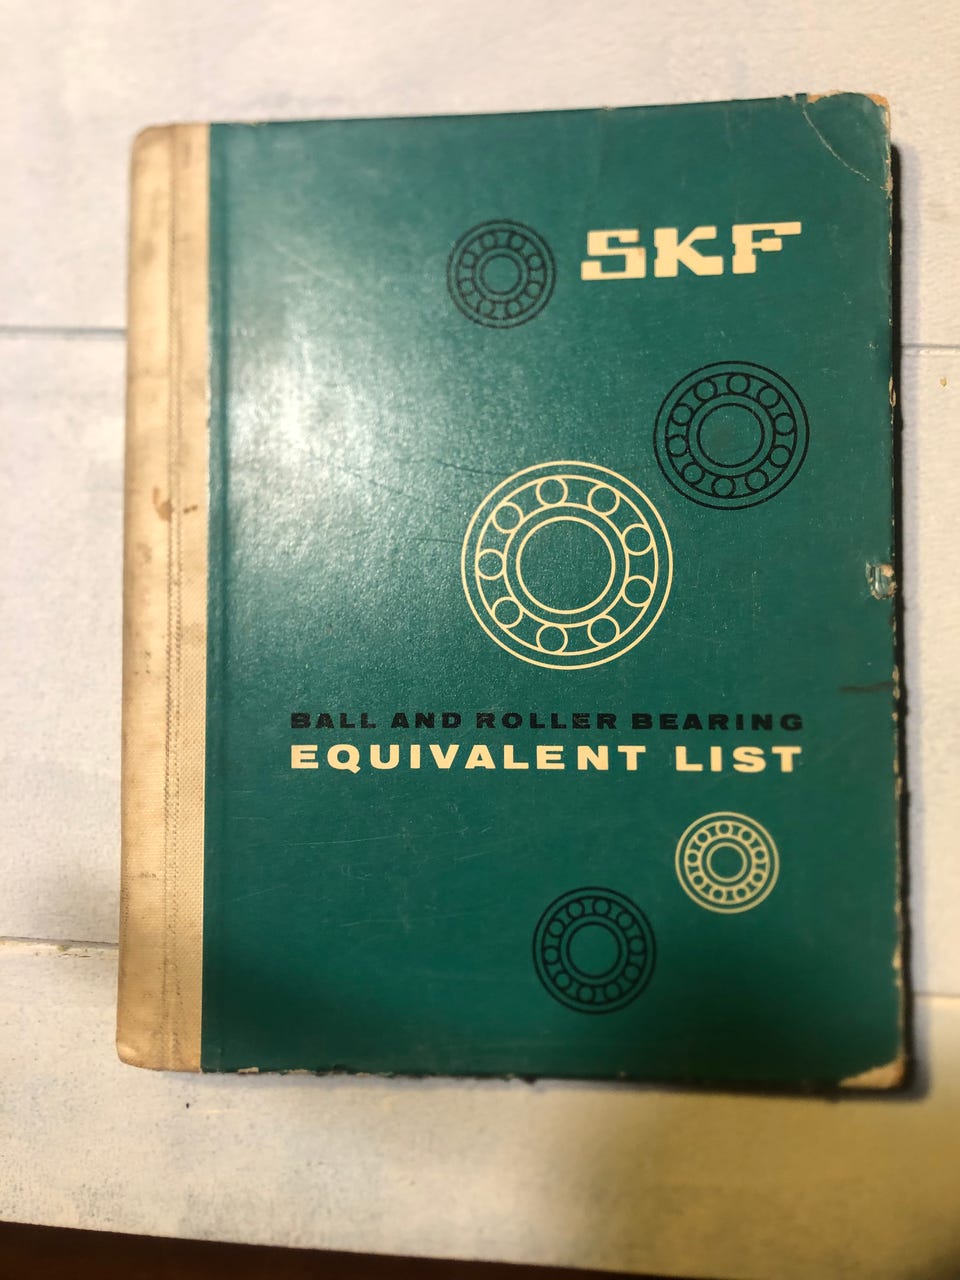 SKF
BALL AND ROLLER BEARING
EQUIVALENT LIST